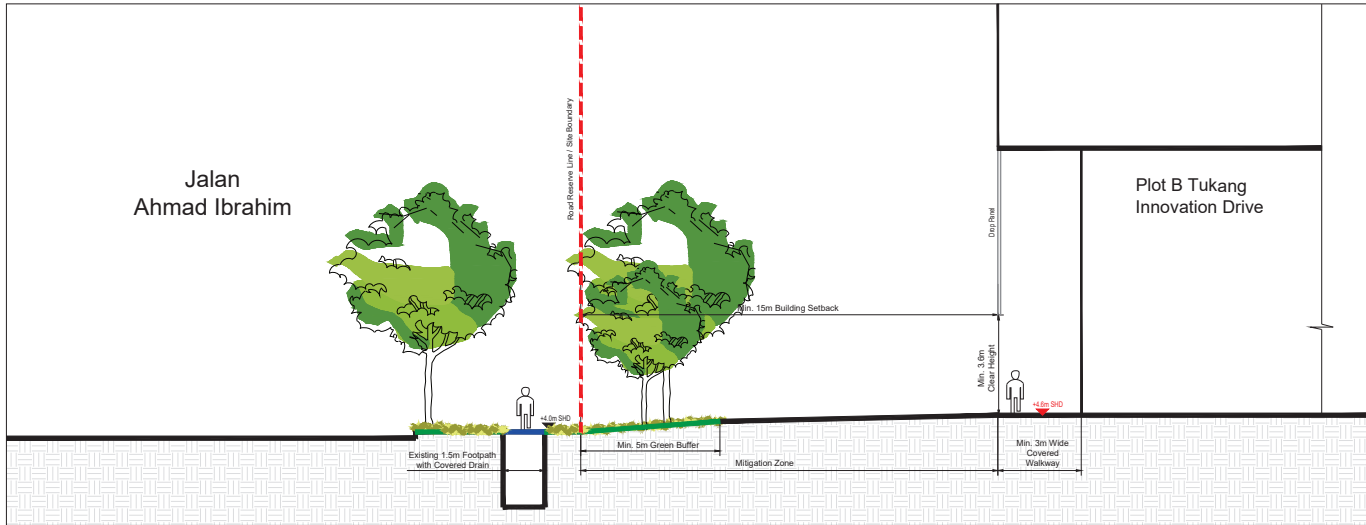 Jalan
Ahmad Ibrahim
Road Reserve Line / Site Boundary
Drop Panel
Plot B Tukang
Innovation Drive
Min. 15m Building Setback
Min. 3.6m
Clear Height
+4.0m SHD
+4.6m SHD
Min. 5m Green Buffer
Existing 1.5m Footpath
with Covered Drain
Mitigation Zone
Min. 3m Wide
Covered
Walkway